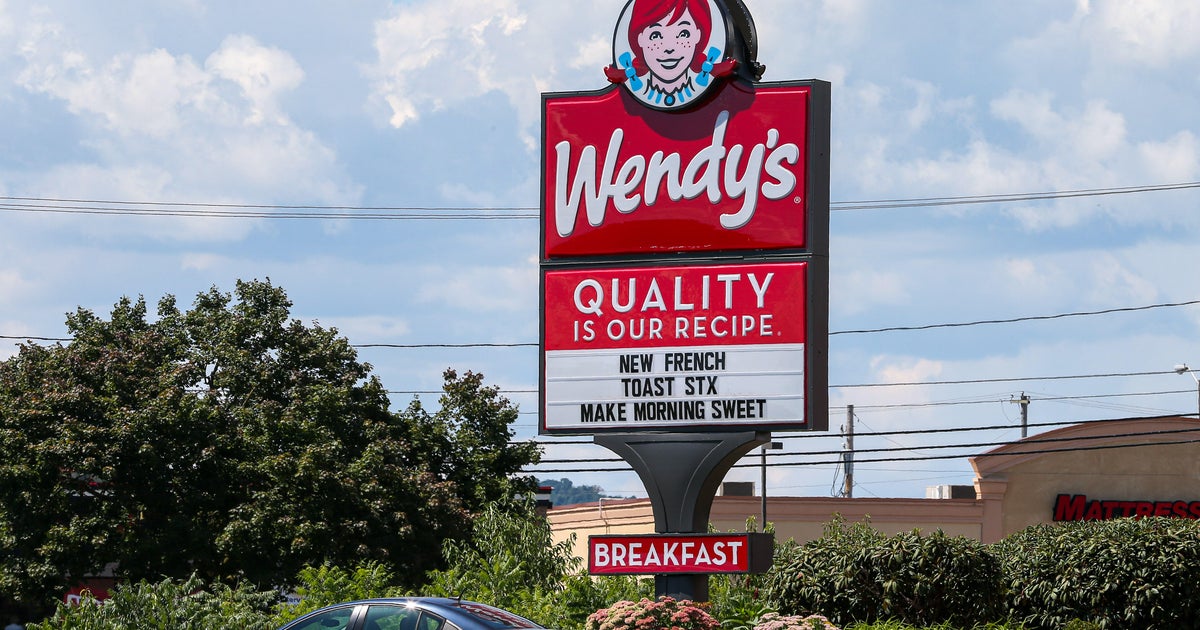 Wendy's
QUALITY
IS OUR RECIPE
NEW FRENCH
TOAST STX
MAKE MORNING SWEET
BREAKFAST
MATTRESS